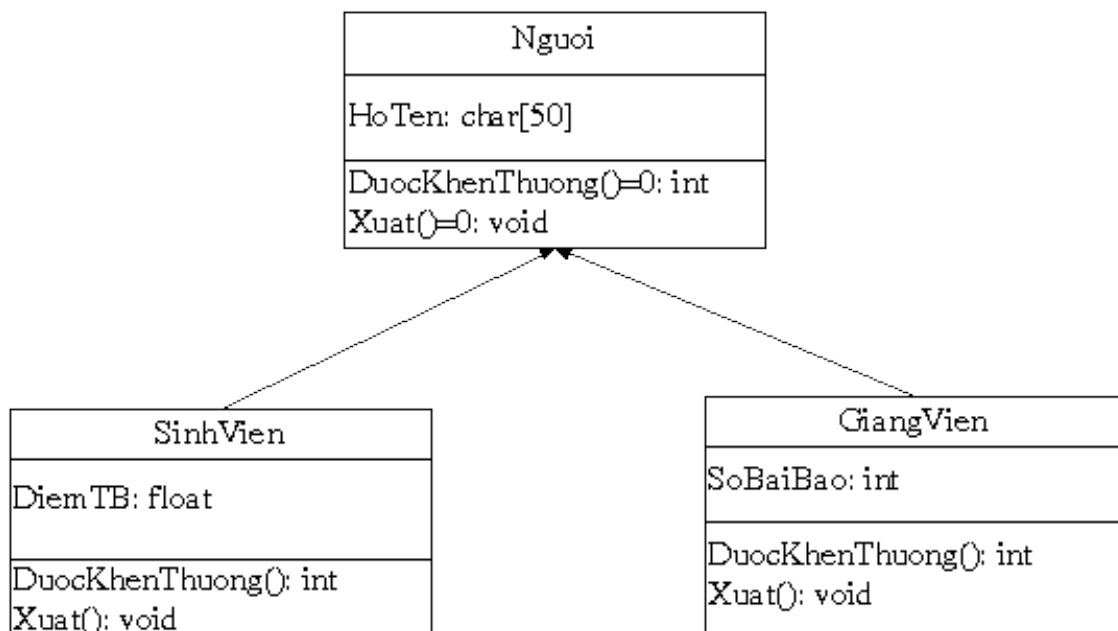 Nguoi
HoTen: char[50]
DuocKhenThuong()=0: int
Xuat()=0: void
SinhVien
DiemTB: float
DuocKhenThuong(): int
Xuat(): void
GiangVien
SoBaiBao: int
DuocKhenThuong(): int
Xuat(): void